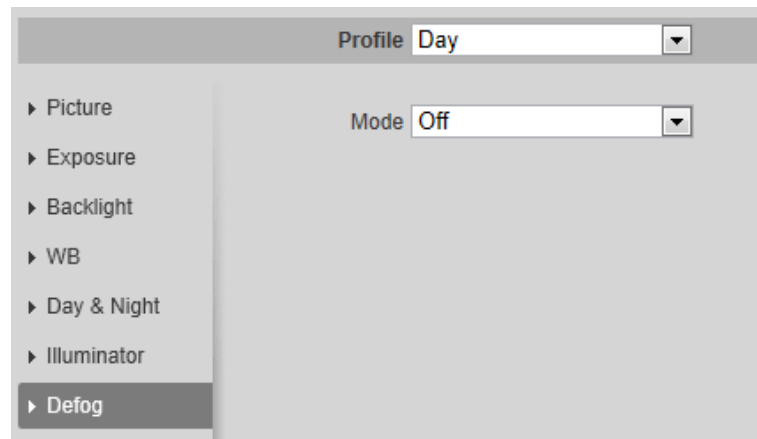 Profile Day
Picture
Mode Off
Exposure
Backlight
WB
Day & Night
Illuminator
Defog